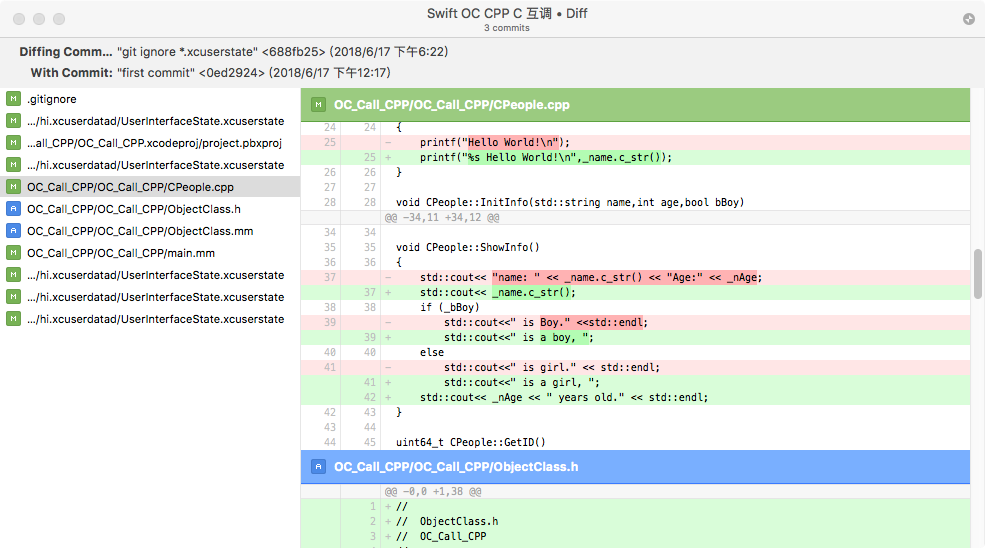 Swift OC CPP C 互调 • Diff
3 commits
Diffing Comm... "git ignore *.xcuserstate" <688fb25> (2018/6/17 下午6:22)
With Commit: "first commit" <0ed2924> (2018/6/17 下午12:17)
M .gitignore
M .../hi.xcuserdatad/UserInterfaceState.xcuserstate
M ...all_CPP/OC_Call_CPP.xcodeproj/project.pbxproj
M .../hi.xcuserdatad/UserInterfaceState.xcuserstate
M OC_Call_CPP/OC_Call_CPP/CPeople.cpp
A OC_Call_CPP/OC_Call_CPP/ObjectClass.h
A OC_Call_CPP/OC_Call_CPP/ObjectClass.mm
M OC_Call_CPP/OC_Call_CPP/main.mm
M .../hi.xcuserdatad/UserInterfaceState.xcuserstate
M .../hi.xcuserdatad/UserInterfaceState.xcuserstate
M .../hi.xcuserdatad/UserInterfaceState.xcuserstate
M OC_Call_CPP/OC_Call_CPP/CPeople.cpp
24 24 {
25 - printf("Hello World!\n");
25 + printf("%s Hello World!\n",_name.c_str());
26 26 }
27 27
28 28 void CPeople::InitInfo(std::string name,int age,bool bBoy)
@@ -34,11 +34,12 @@
34 34
35 35 void CPeople::ShowInfo()
36 36 {
37 - std::cout<< "name: " << _name.c_str() << "Age:" << _nAge;
37 + std::cout<< _name.c_str();
38 38 if (_bBoy)
39 - std::cout<<" is Boy." <<std::endl;
39 + std::cout<<" is a boy, ";
40 40 else
41 - std::cout<<" is girl." << std::endl;
41 + std::cout<<" is a girl, ";
42 + std::cout<< _nAge << " years old." << std::endl;
42 43 }
43 44
44 45 uint64_t CPeople::GetID()
A OC_Call_CPP/OC_Call_CPP/ObjectClass.h
@@ -0,0 +1,38 @@
1 + //
2 + // ObjectClass.h
3 + // OC_Call_CPP